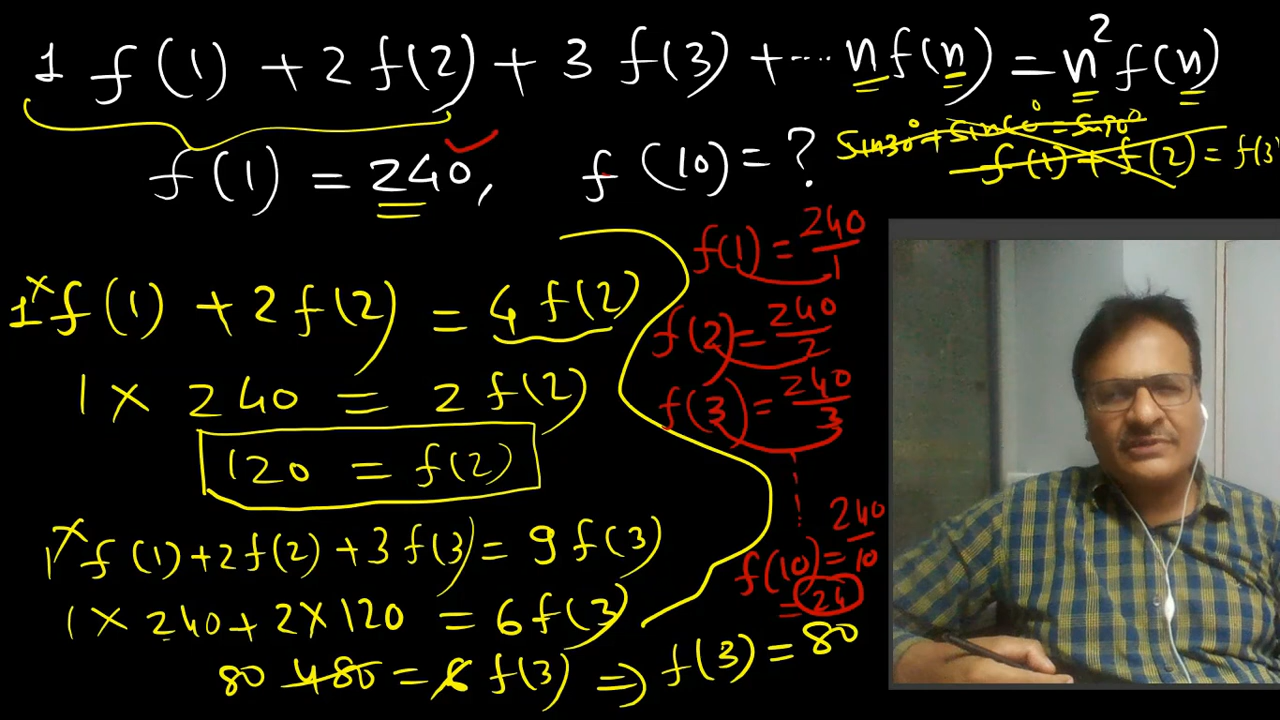 1 f(1) + 2 f(2) + 3 f(3) + ... n f(n) = n² f(n)
f(1) = 240, f(10) = ?
sin30° + sin60° = sin90°
f(1) + f(2) = f(3)
1× f(1) + 2 f(2) = 4 f(2)
1 × 240 = 2 f(2)
120 = f(2)
1× f(1) + 2 f(2) + 3 f(3) = 9 f(3)
1 × 240 + 2 × 120 = 6 f(3)
80 480 = 6 f(3) ⇒ f(3) = 80
f(1) = 240/1
f(2) = 240/2
f(3) = 240/3
f(10) = 240/10
= 24